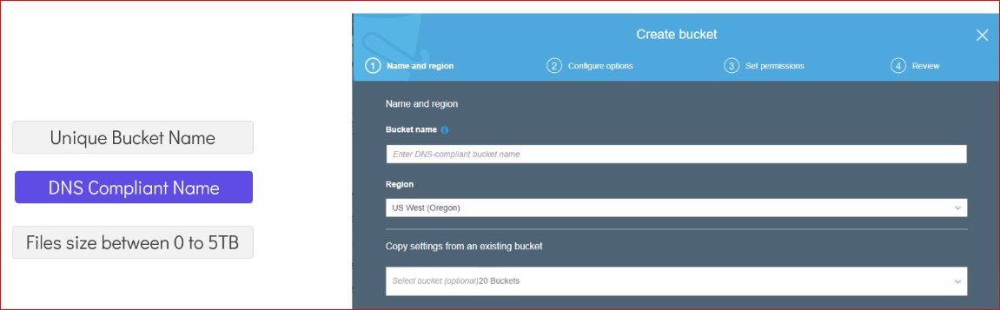 Unique Bucket Name
DNS Compliant Name
Files size between 0 to 5TB
Create bucket
1 Name and region
2 Configure options
3 Set permissions
4 Review
Name and region
Bucket name
Enter DNS-compliant bucket name
Region
US West (Oregon)
Copy settings from an existing bucket
Select bucket (optional)20 Buckets